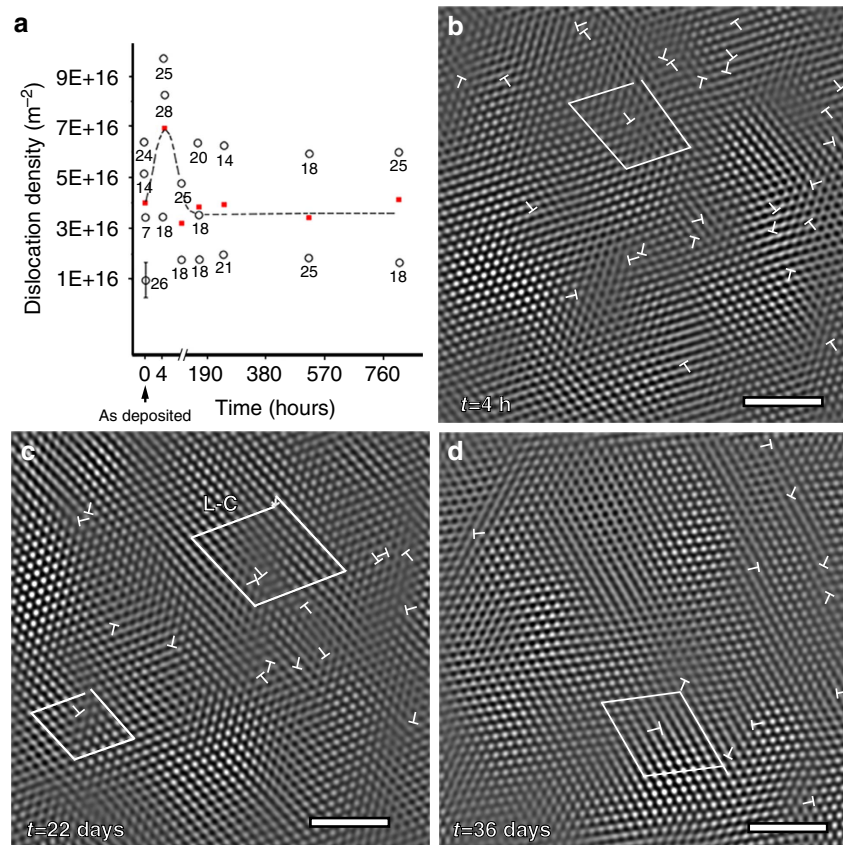 a
Dislocation density (m⁻²)
9E+16
7E+16
5E+16
3E+16
1E+16
25
28
24
14
25
20
14
18
25
7
18
18
26
18
18
21
25
18
0 4 190 380 570 760
As deposited
Time (hours)
b
t=4 h
c
L-C
t=22 days
d
t=36 days